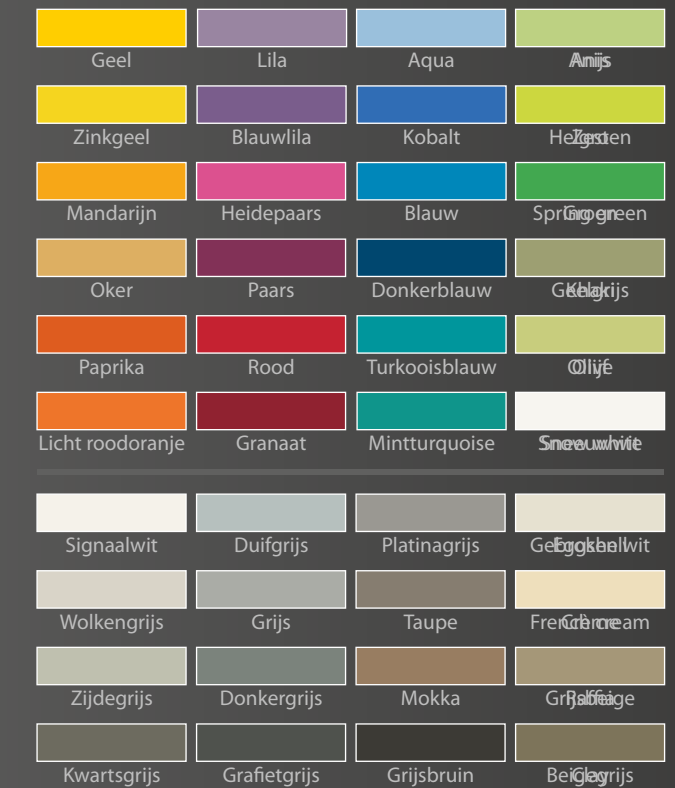 Geel Lila Aqua
Zinkgeel Blauwlila Kobalt
Mandarijn Heidepaars Blauw
Oker Paars Donkerblauw
Paprika Rood Turkooisblauw
Licht roodoranje Granaat Mintturquoise
Signaalwit Duifgrijs Platinagrijs
Wolkengrijs Grijs Taupe
Zijdegrijs Donkergrijs Mokka
Kwartsgrijs Grafietgrijs Grijsbruin